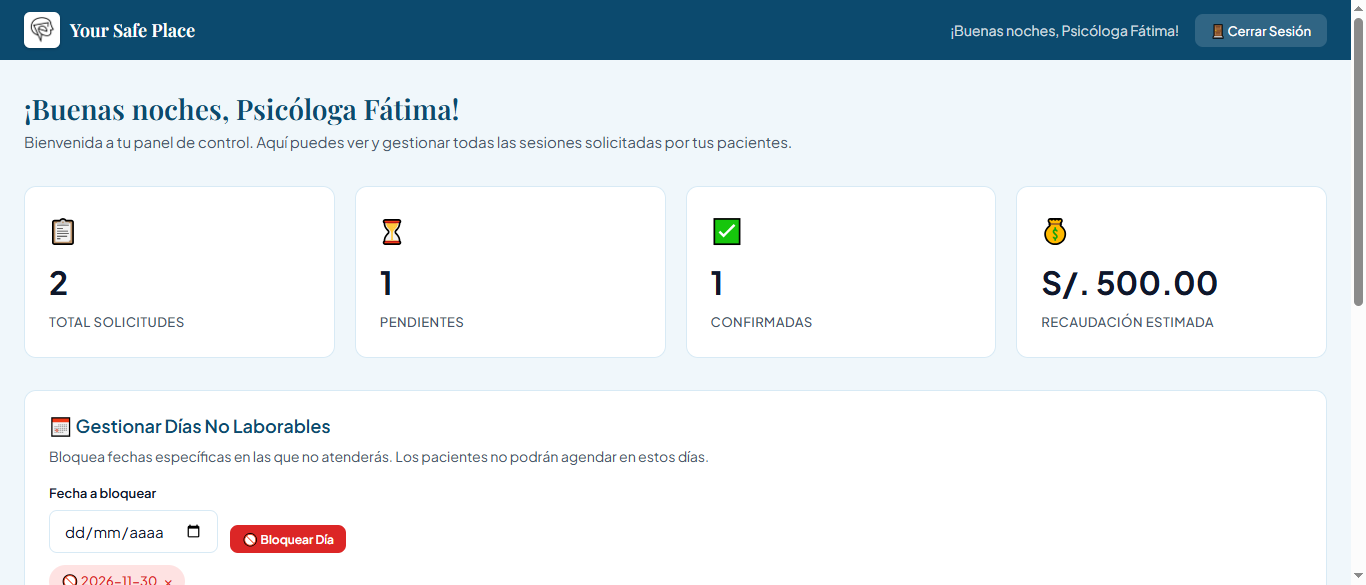 Your Safe Place
¡Buenas noches, Psicóloga Fátima!
Cerrar Sesión
¡Buenas noches, Psicóloga Fátima!
Bienvenida a tu panel de control. Aquí puedes ver y gestionar todas las sesiones solicitadas por tus pacientes.
2
TOTAL SOLICITUDES
1
PENDIENTES
1
CONFIRMADAS
S/. 500.00
RECAUDACIÓN ESTIMADA
Gestionar Días No Laborables
Bloquea fechas específicas en las que no atenderás. Los pacientes no podrán agendar en estos días.
Fecha a bloquear
dd/mm/aaaa
Bloquear Día
2026-11-30 ×